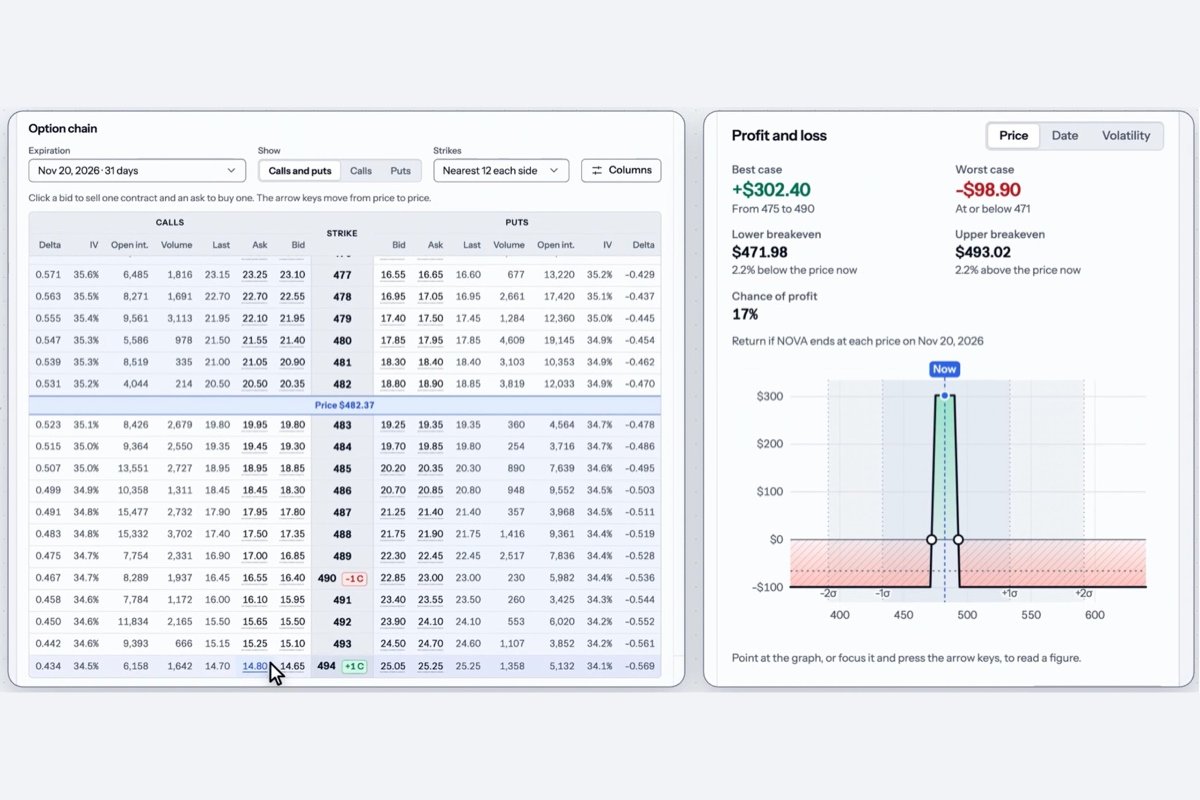 Option chain
Expiration
Show
Strikes
Nov 20, 2026 · 31 days
Calls and puts
Calls
Puts
Nearest 12 each side
Columns
Click a bid to sell one contract and an ask to buy one. The arrow keys move from price to price.
CALLS
STRIKE
PUTS
Delta IV Open int. Volume Last Ask Bid Bid Ask Last Volume Open int. IV Delta
0.571 35.6% 6,485 1,816 23.15 23.25 23.10 477 16.55 16.65 16.60 677 13,220 35.2% −0.429
0.563 35.5% 8,271 1,691 22.70 22.70 22.55 478 16.95 17.05 16.95 2,661 17,420 35.1% −0.437
0.555 35.4% 9,561 3,113 21.95 22.10 21.95 479 17.40 17.50 17.45 1,284 12,360 35.0% −0.445
0.547 35.3% 5,586 978 21.50 21.55 21.40 480 17.85 17.95 17.85 4,609 19,145 34.9% −0.454
0.539 35.3% 8,519 335 21.00 21.05 20.90 481 18.30 18.40 18.40 3,103 10,353 34.9% −0.462
0.531 35.2% 4,044 214 20.50 20.50 20.35 482 18.80 18.90 18.85 3,819 12,033 34.9% −0.470
Price $482.37
0.523 35.1% 8,426 2,679 19.80 19.95 19.80 483 19.25 19.35 19.35 360 4,564 34.7% −0.478
0.515 35.0% 9,364 2,550 19.35 19.45 19.30 484 19.70 19.85 19.80 254 3,716 34.7% −0.486
0.507 35.0% 13,551 2,727 18.95 18.95 18.85 485 20.20 20.35 20.30 890 7,639 34.6% −0.495
0.499 34.9% 10,358 1,311 18.45 18.45 18.30 486 20.70 20.85 20.80 948 9,552 34.5% −0.503
0.491 34.8% 15,477 2,732 17.90 17.95 17.80 487 21.25 21.40 21.40 357 3,968 34.5% −0.511
0.483 34.8% 15,332 3,702 17.40 17.50 17.35 488 21.75 21.90 21.75 1,416 9,361 34.4% −0.519
0.475 34.7% 7,754 2,331 16.90 17.00 16.85 489 22.30 22.45 22.45 2,517 7,836 34.4% −0.528
0.467 34.7% 8,289 1,937 16.45 16.55 16.40 490 −1 C 22.85 23.00 23.00 230 5,982 34.4% −0.536
0.458 34.6% 7,784 1,172 16.00 16.10 15.95 491 23.40 23.55 23.50 260 3,425 34.3% −0.544
0.450 34.6% 11,834 2,165 15.50 15.65 15.50 492 23.90 24.10 24.10 553 6,020 34.2% −0.552
0.442 34.6% 9,393 666 15.15 15.25 15.10 493 24.50 24.70 24.60 1,107 3,852 34.2% −0.561
0.434 34.5% 6,158 1,642 14.70 14.80 14.65 494 +1 C 25.05 25.25 25.25 1,358 5,132 34.1% −0.569
Profit and loss
Price
Date
Volatility
Best case
+$302.40
From 475 to 490
Worst case
−$98.90
At or below 471
Lower breakeven
$471.98
2.2% below the price now
Upper breakeven
$493.02
2.2% above the price now
Chance of profit
17%
Return if NOVA ends at each price on Nov 20, 2026
Now
$300
$200
$100
$0
−$100
−2σ
−1σ
+1σ
+2σ
400
450
500
550
600
Point at the graph, or focus it and press the arrow keys, to read a figure.